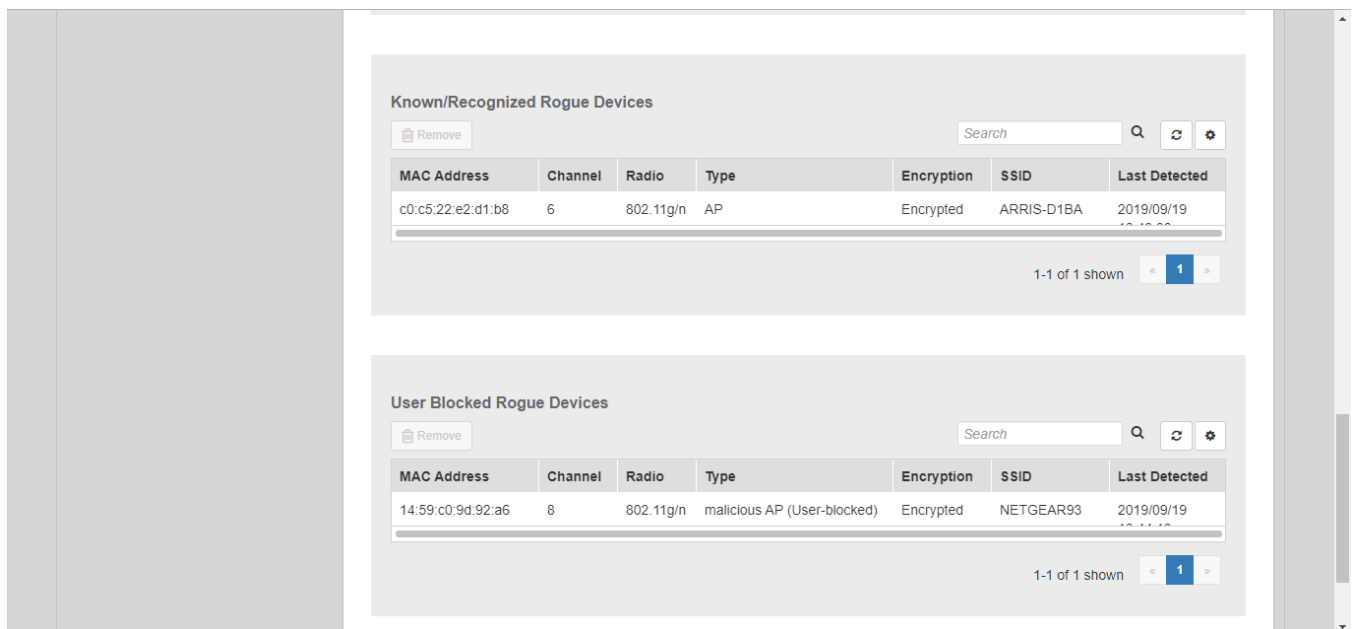 Known/Recognized Rogue Devices
Remove
Search
MAC Address Channel Radio Type Encryption SSID Last Detected
c0:c5:22:e2:d1:b8 6 802.11g/n AP Encrypted ARRIS-D1BA 2019/09/19
1-1 of 1 shown « 1 »
User Blocked Rogue Devices
Remove
Search
MAC Address Channel Radio Type Encryption SSID Last Detected
14:59:c0:9d:92:a6 8 802.11g/n malicious AP (User-blocked) Encrypted NETGEAR93 2019/09/19
1-1 of 1 shown « 1 »